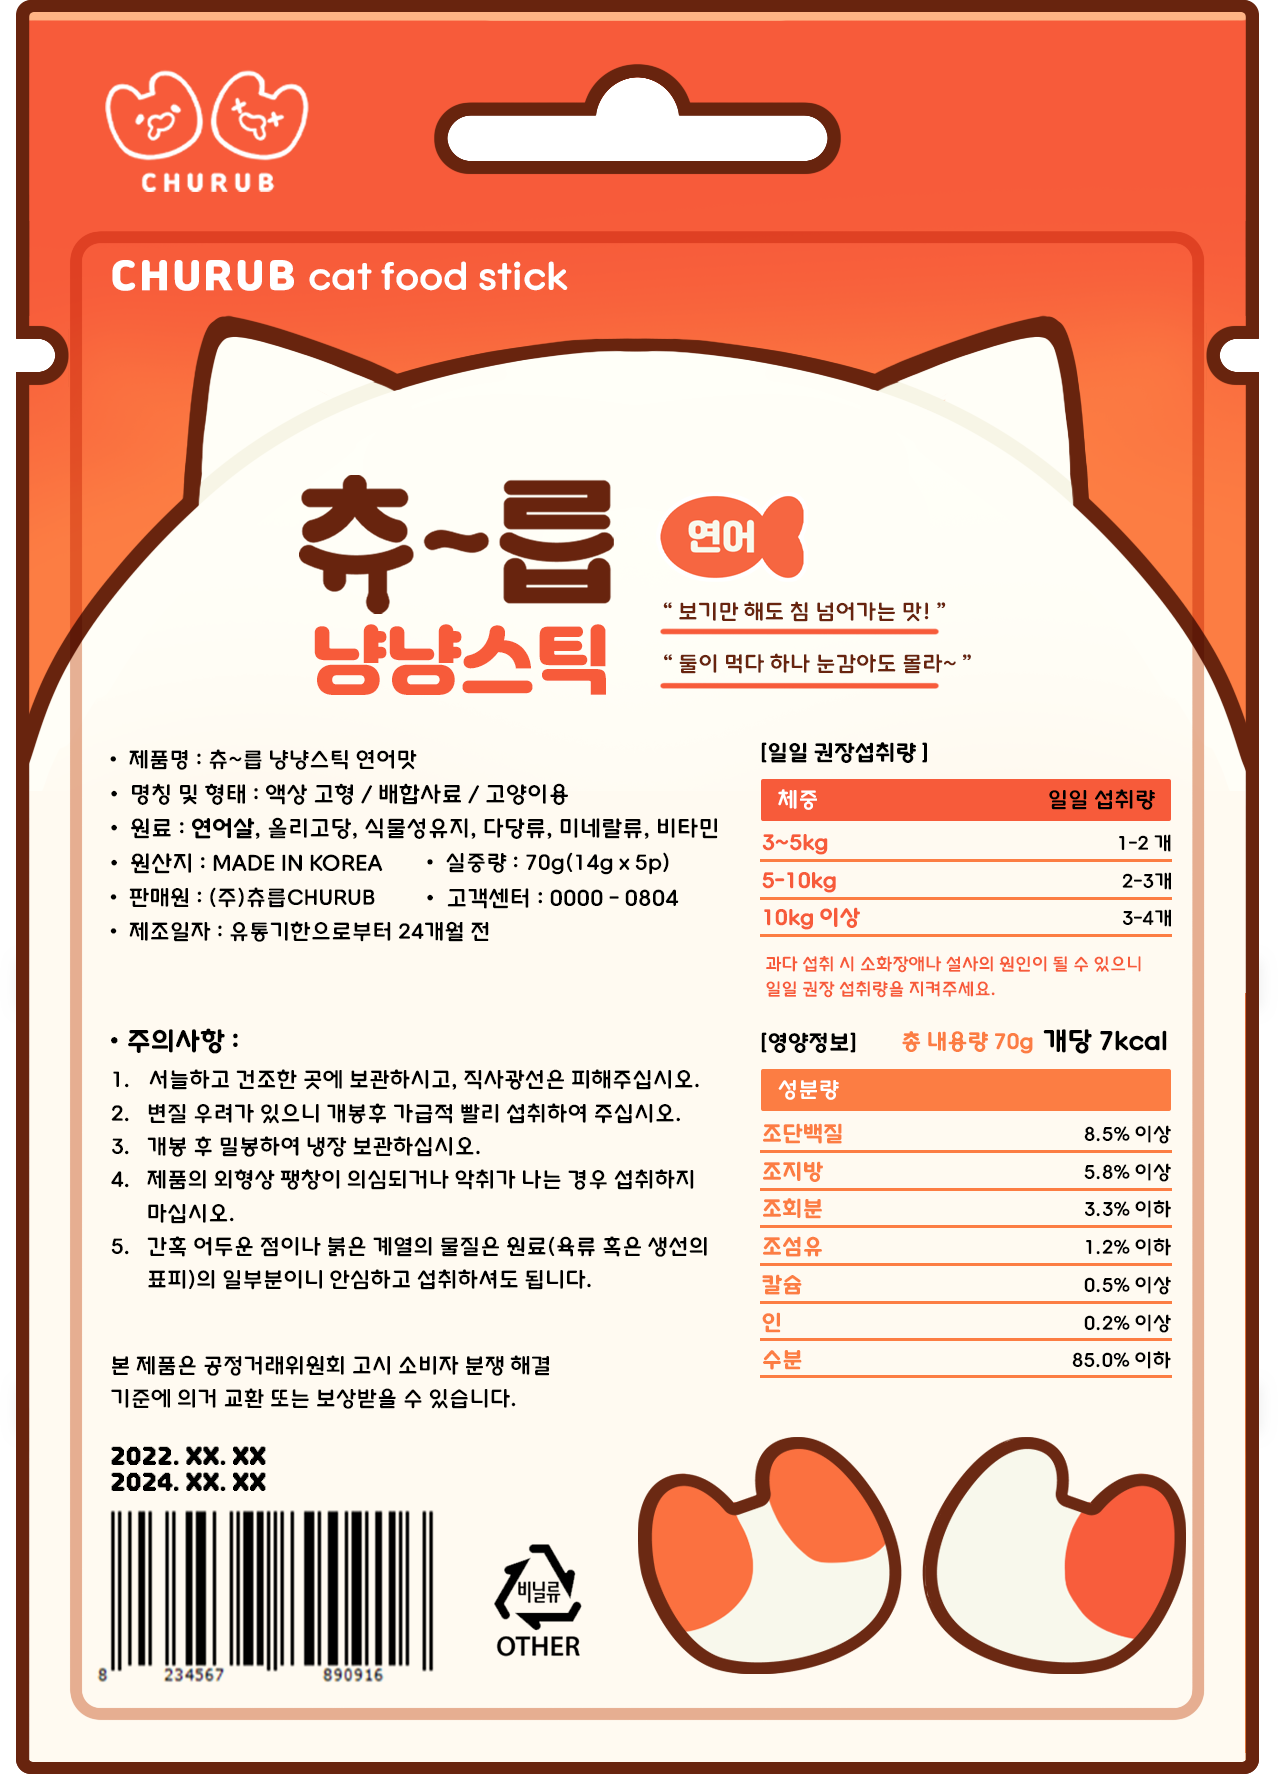 CHURUB
CHURUB cat food stick
츄~릅
냥냥스틱
연어
“ 보기만 해도 침 넘어가는 맛! ”
“ 둘이 먹다 하나 눈감아도 몰라~ ”
• 제품명 : 츄~릅 냥냥스틱 연어맛
• 명칭 및 형태 : 액상 고형 / 배합사료 / 고양이용
• 원료 : 연어살, 올리고당, 식물성유지, 다당류, 미네랄류, 비타민
• 원산지 : MADE IN KOREA • 실중량 : 70g(14g x 5p)
• 판매원 : (주)츄릅CHURUB • 고객센터 : 0000 - 0804
• 제조일자 : 유통기한으로부터 24개월 전
[일일 권장섭취량 ]
체중 일일 섭취량
3~5kg 1-2 개
5-10kg 2-3개
10kg 이상 3-4개
과다 섭취 시 소화장애나 설사의 원인이 될 수 있으니
일일 권장 섭취량을 지켜주세요.
• 주의사항 :
1. 서늘하고 건조한 곳에 보관하시고, 직사광선은 피해주십시오.
2. 변질 우려가 있으니 개봉후 가급적 빨리 섭취하여 주십시오.
3. 개봉 후 밀봉하여 냉장 보관하십시오.
4. 제품의 외형상 팽창이 의심되거나 악취가 나는 경우 섭취하지
마십시오.
5. 간혹 어두운 점이나 붉은 계열의 물질은 원료(육류 혹은 생선의
표피)의 일부분이니 안심하고 섭취하셔도 됩니다.
[영양정보] 총 내용량 70g 개당 7kcal
성분량
조단백질 8.5% 이상
조지방 5.8% 이상
조회분 3.3% 이하
조섬유 1.2% 이하
칼슘 0.5% 이상
인 0.2% 이상
수분 85.0% 이하
본 제품은 공정거래위원회 고시 소비자 분쟁 해결
기준에 의거 교환 또는 보상받을 수 있습니다.
2022. XX. XX
2024. XX. XX
8 234567 890916
비닐류
OTHER